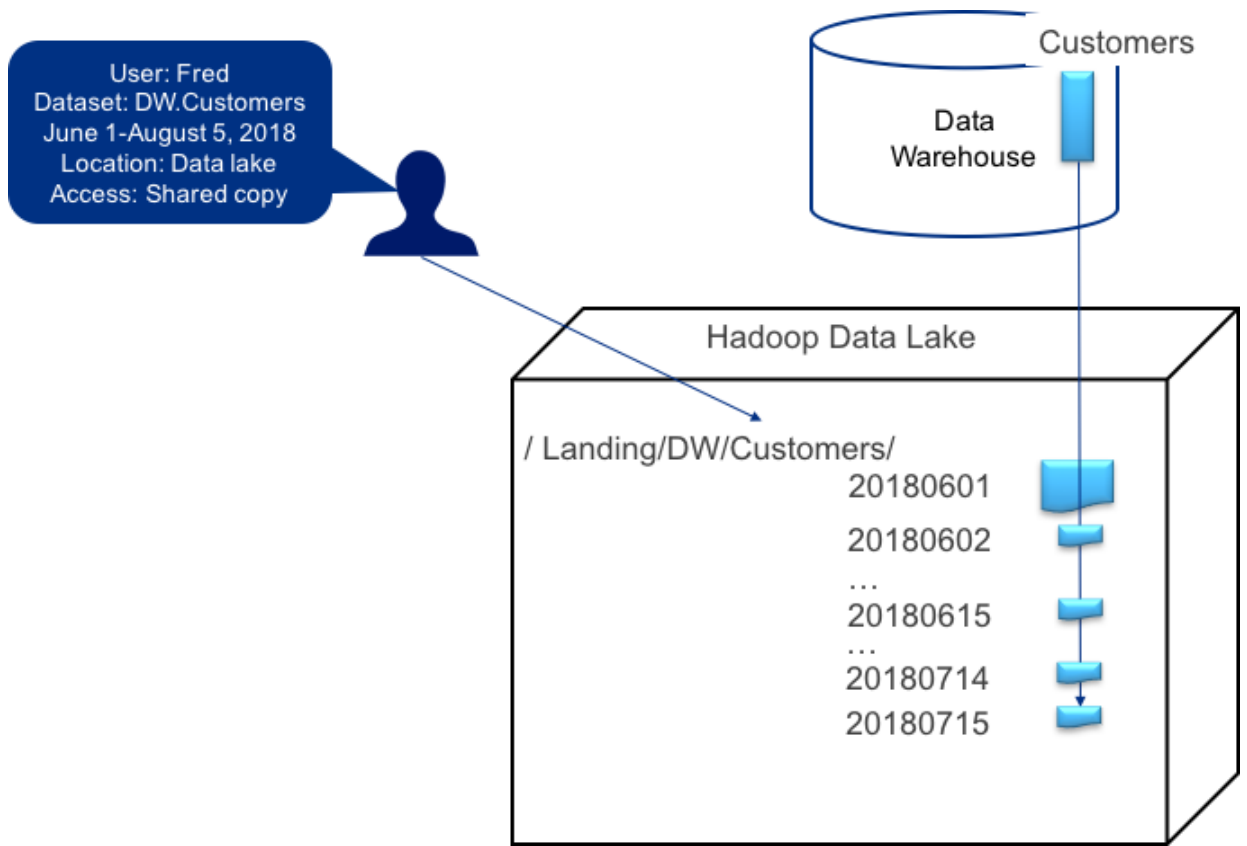 User: Fred
Dataset: DW.Customers
June 1-August 5, 2018
Location: Data lake
Access: Shared copy
Customers
Data
Warehouse
Hadoop Data Lake
/ Landing/DW/Customers/
20180601
20180602
...
20180615
...
20180714
20180715